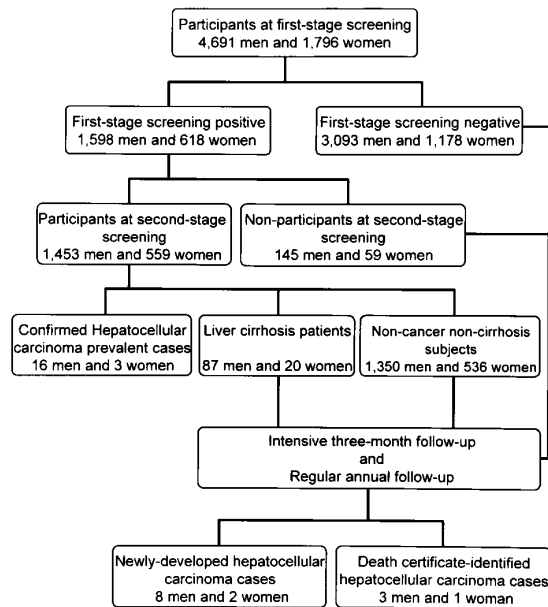 Participants at first-stage screening
4,691 men and 1,796 women
First-stage screening positive
1,598 men and 618 women
First-stage screening negative
3,093 men and 1,178 women
Participants at second-stage
screening
1,453 men and 559 women
Non-participants at second-stage
screening
145 men and 59 women
Confirmed Hepatocellular
carcinoma prevalent cases
16 men and 3 women
Liver cirrhosis patients
87 men and 20 women
Non-cancer non-cirrhosis
subjects
1,350 men and 536 women
Intensive three-month follow-up
and
Regular annual follow-up
Newly-developed hepatocellular
carcinoma cases
8 men and 2 women
Death certificate-identified
hepatocellular carcinoma cases
3 men and 1 woman